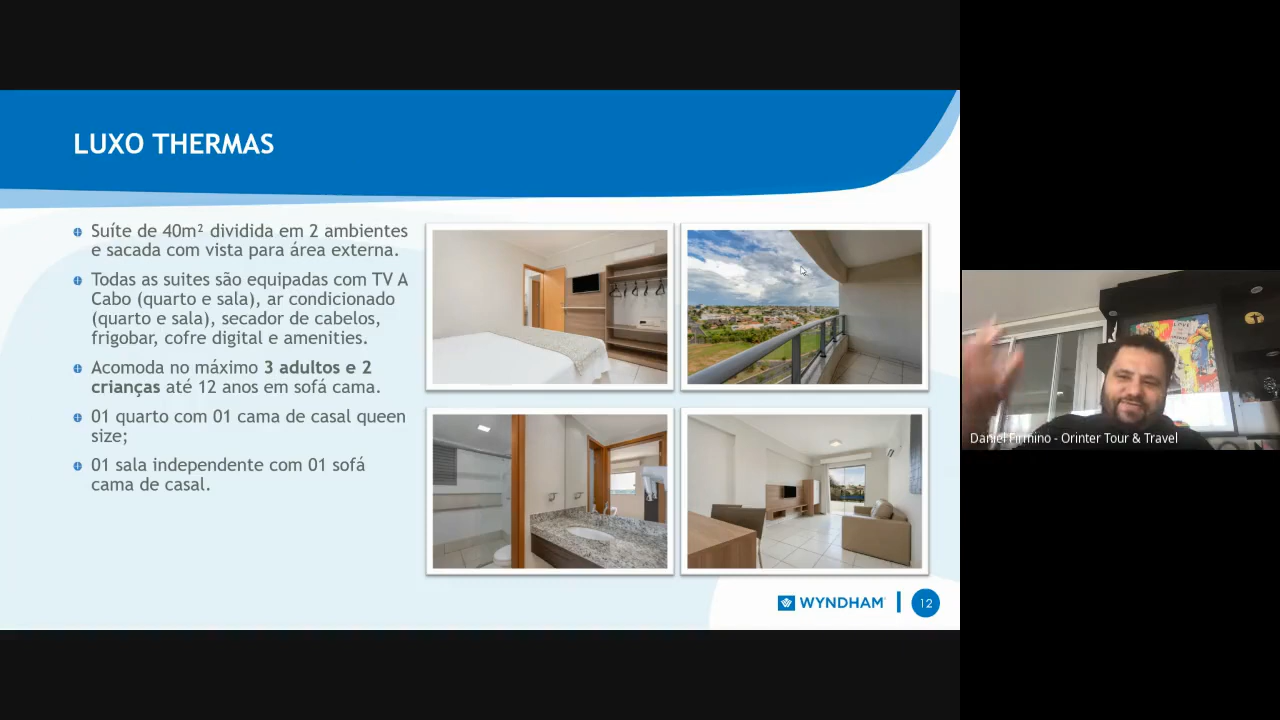 LUXO THERMAS
Suíte de 40m² dividida em 2 ambientes
e sacada com vista para área externa.
Todas as suites são equipadas com TV A
Cabo (quarto e sala), ar condicionado
(quarto e sala), secador de cabelos,
frigobar, cofre digital e amenities.
Acomoda no máximo 3 adultos e 2
crianças até 12 anos em sofá cama.
01 quarto com 01 cama de casal queen
size;
01 sala independente com 01 sofá
cama de casal.
WYNDHAM
12
Daniel Firmino - Orinter Tour & Travel
LOVE